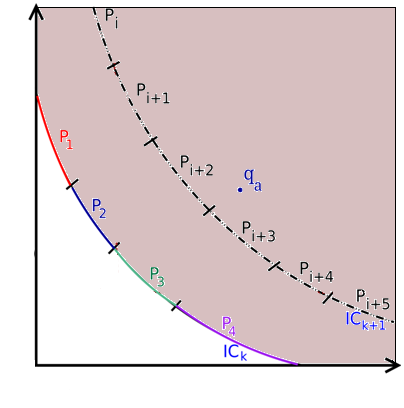 P_i
P_{i+1}
P_1
P_{i+2}
q_a
P_2
P_{i+3}
P_3
P_{i+4}
P_{i+5}
P_4
IC_{k+1}
IC_k